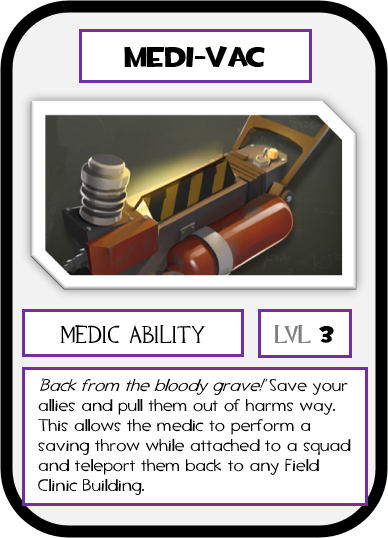 MEDI-VAC
MEDIC ABILITY
LVL 3
Back from the bloody grave! Save your
allies and pull them out of harms way.
This allows the medic to perform a
saving throw while attached to a squad
and teleport them back to any Field
Clinic Building.